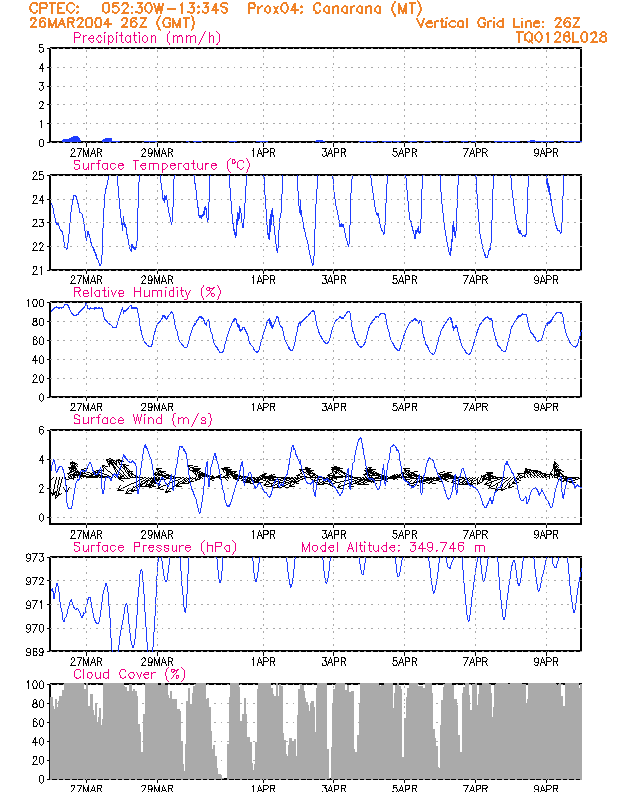 CPTEC: 052:30W-13:34S Prox04: Canarana (MT)
26MAR2004 26Z (GMT) Vertical Grid Line: 26Z
Precipitation (mm/h) TQ0126L028
5
4
3
2
1
0
27MAR 29MAR 1APR 3APR 5APR 7APR 9APR
Surface Temperature (ºC)
25
24
23
22
21
27MAR 29MAR 1APR 3APR 5APR 7APR 9APR
Relative Humidity (%)
100
80
60
40
20
0
27MAR 29MAR 1APR 3APR 5APR 7APR 9APR
Surface Wind (m/s)
6
4
2
0
27MAR 29MAR 1APR 3APR 5APR 7APR 9APR
Surface Pressure (hPa) Model Altitude: 349.746 m
973
972
971
970
969
27MAR 29MAR 1APR 3APR 5APR 7APR 9APR
Cloud Cover (%)
100
80
60
40
20
0
27MAR 29MAR 1APR 3APR 5APR 7APR 9APR